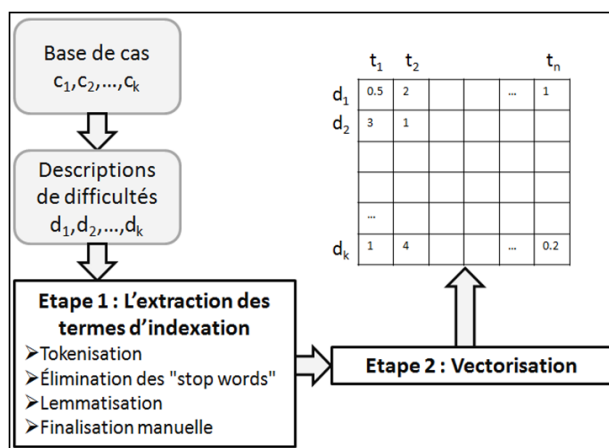 Base de cas
c1,c2,...,ck
Descriptions
de difficultés
d1,d2,...,dk
Etape 1 : L'extraction des
termes d'indexation
➢Tokenisation
➢Élimination des "stop words"
➢Lemmatisation
➢Finalisation manuelle
t1 t2 tn
d1 0.5 2 ... 1
d2 3 1
...
dk 1 4 ... 0.2
Etape 2 : Vectorisation